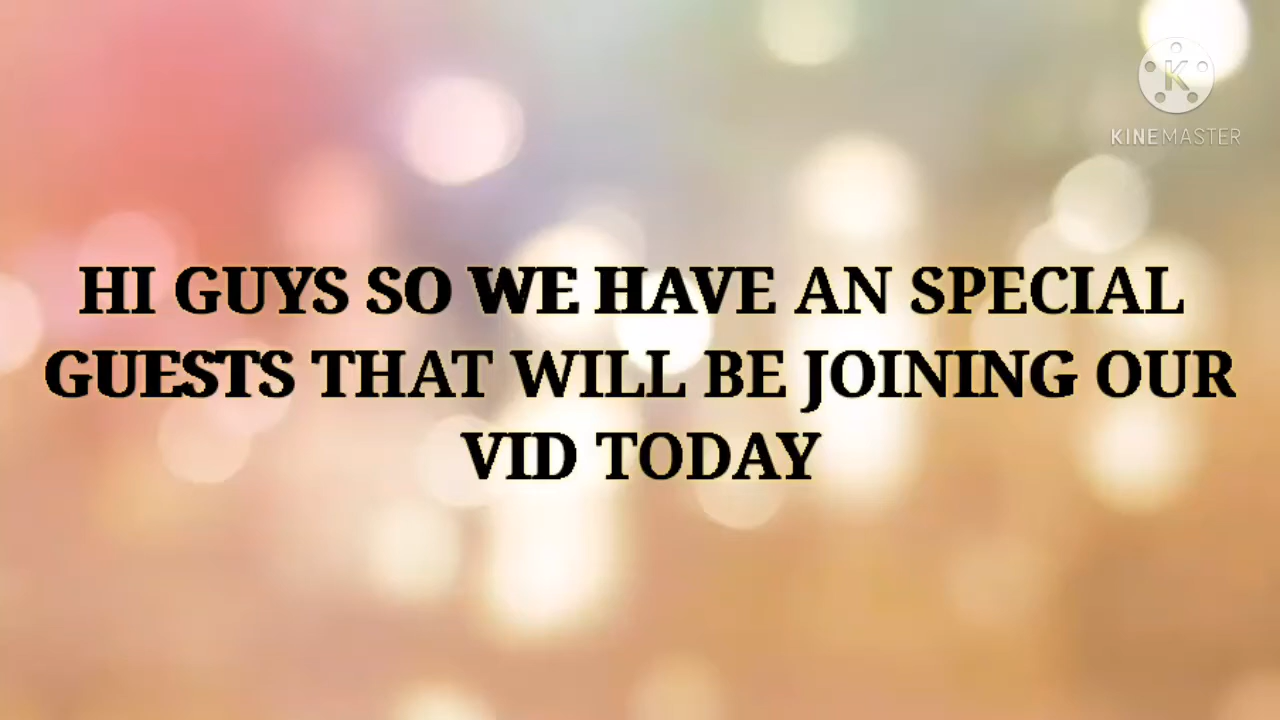 K
KINEMASTER
HI GUYS SO WE HAVE AN SPECIAL
GUESTS THAT WILL BE JOINING OUR
VID TODAY